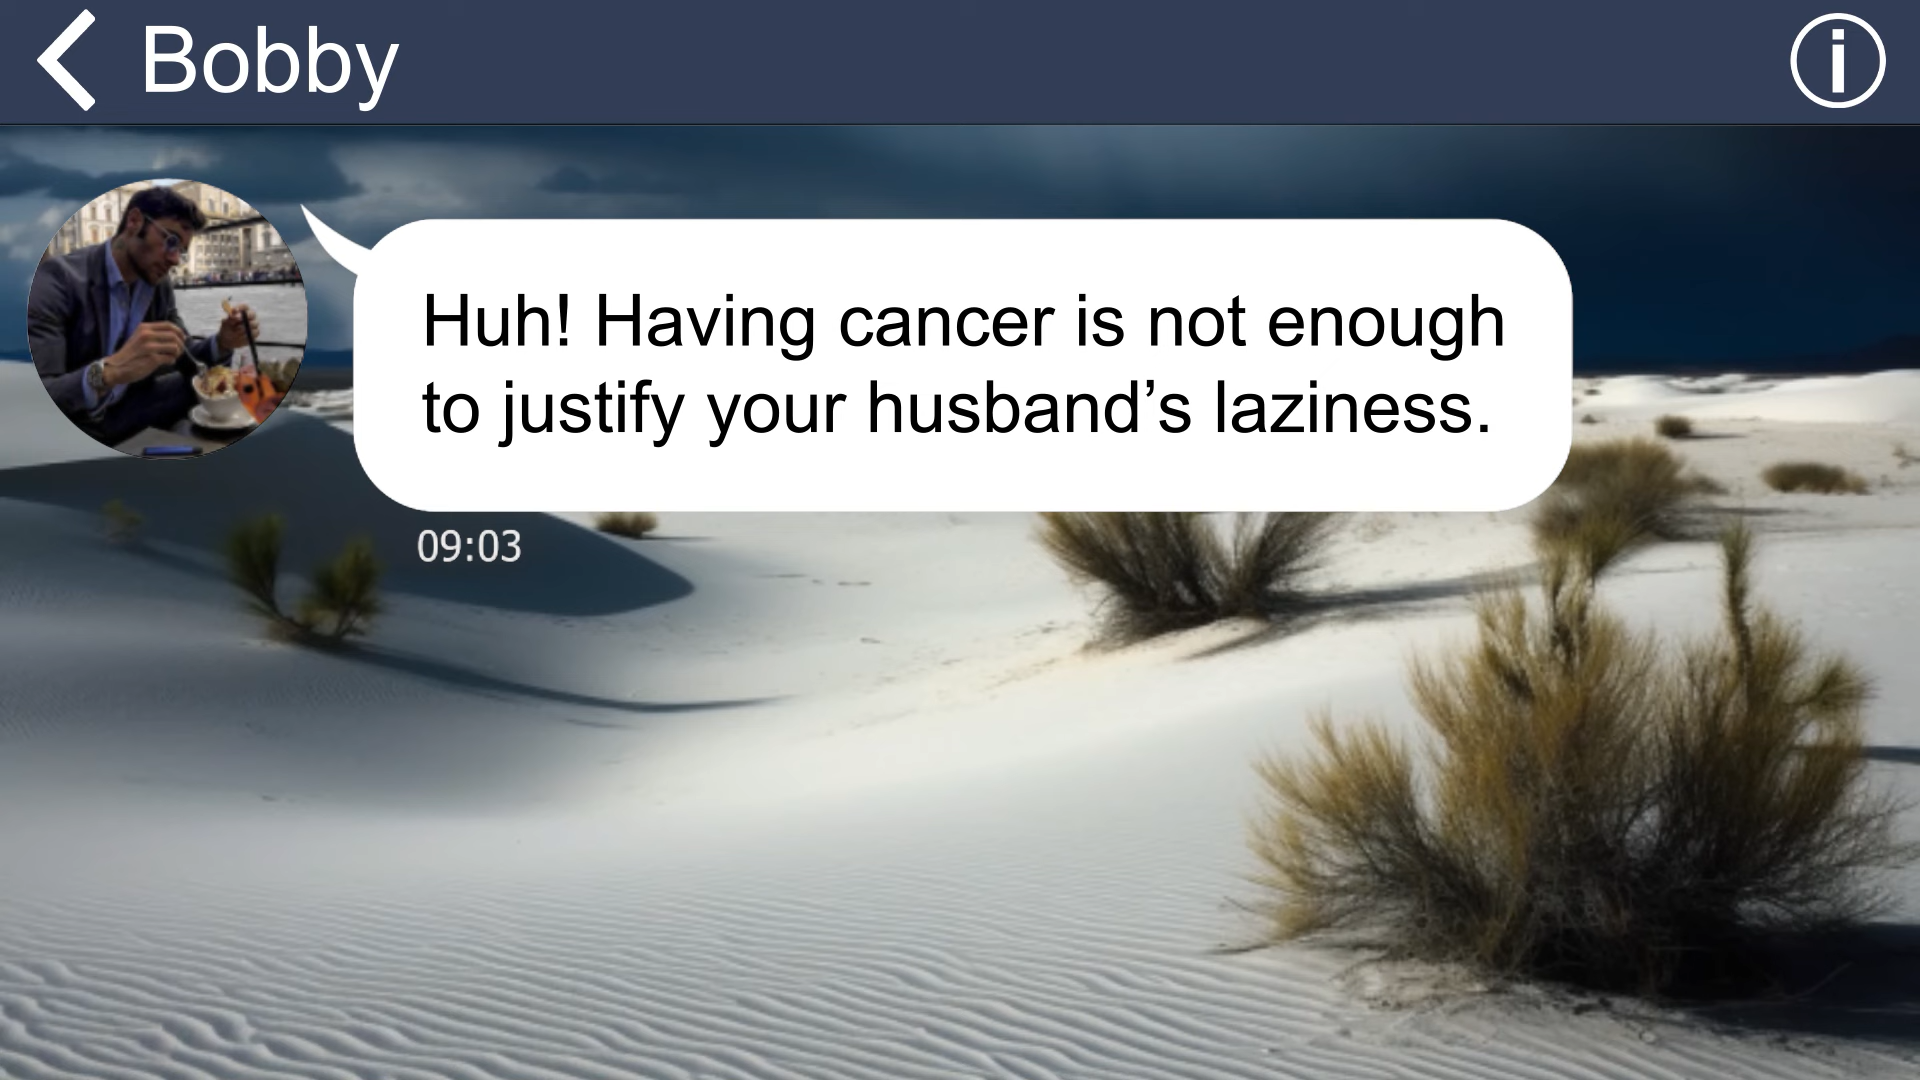 Bobby
Huh! Having cancer is not enough
to justify your husband’s laziness.
09:03